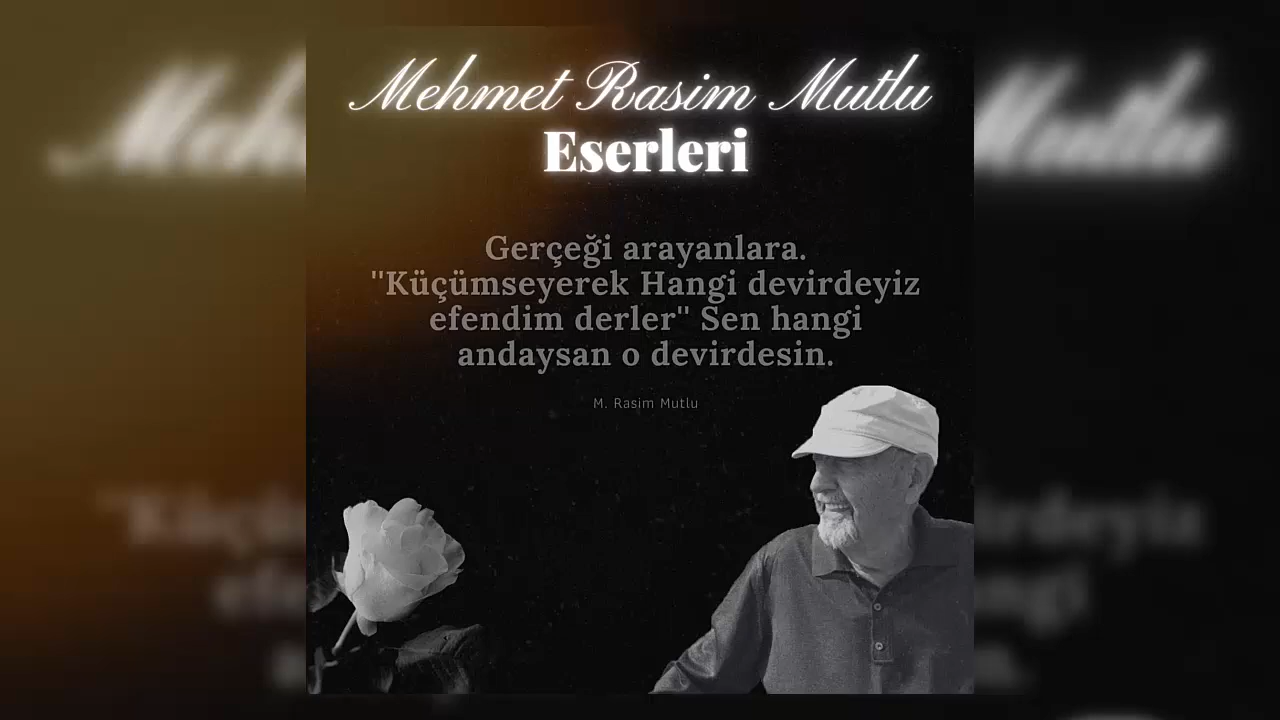 Mehmet Rasim Mutlu
Eserleri
Gerçeği arayanlara.
"Küçümseyerek Hangi devirdeyiz
efendim derler" Sen hangi
andaysan o devirdesin.
M. Rasim Mutlu